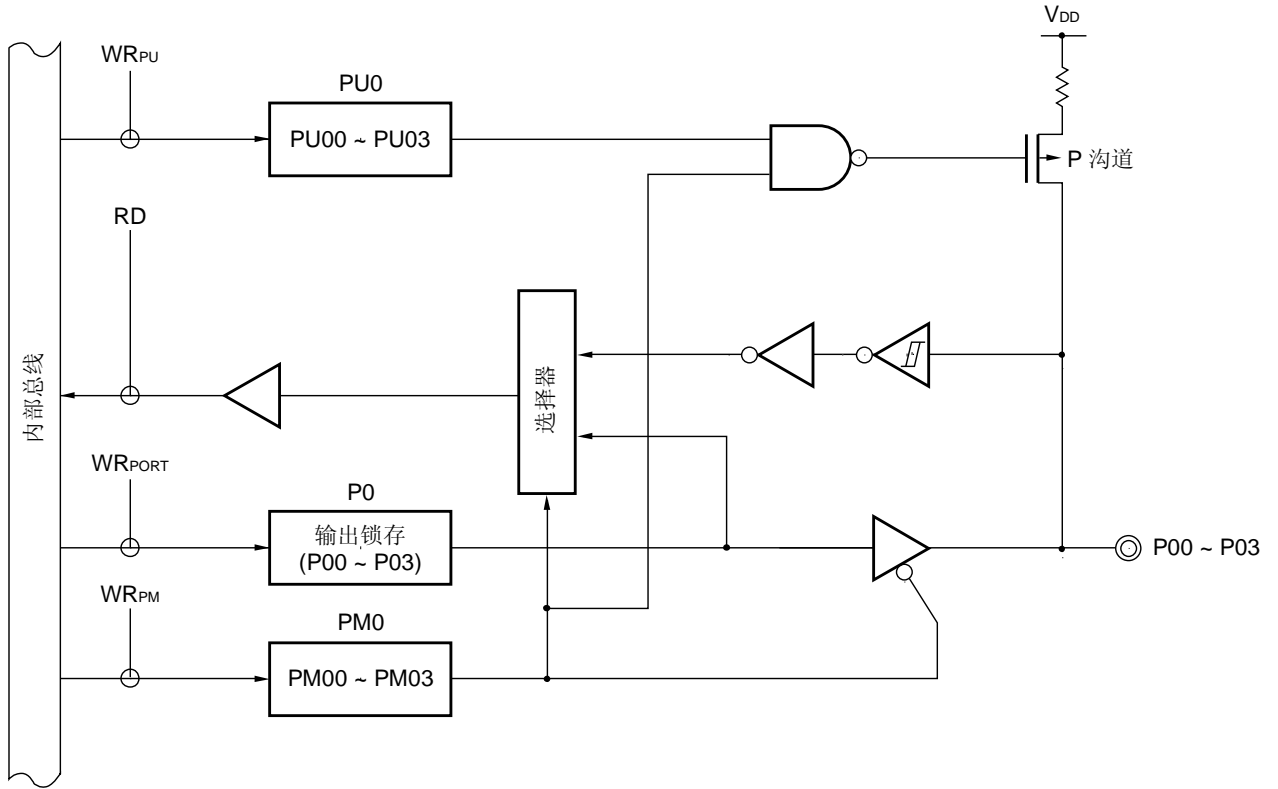 VDD
WRPU
PU0
PU00 ~ PU03
P 沟道
RD
内部总线
选择器
WRPORT
P0
输出锁存
(P00 ~ P03)
P00 ~ P03
WRPM
PM0
PM00 ~ PM03